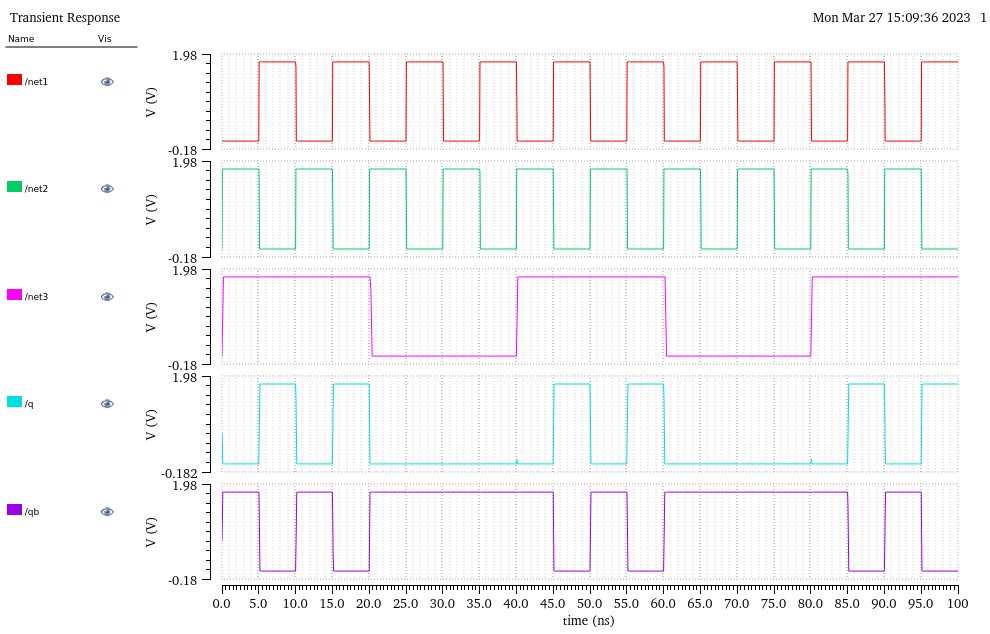 Transient Response
Mon Mar 27 15:09:36 2023 1
Name Vis
/net1
1.98
V (V)
-0.18
/net2
1.98
V (V)
-0.18
/net3
1.98
V (V)
-0.18
/q
1.98
V (V)
-0.182
/qb
1.98
V (V)
-0.18
0.0 5.0 10.0 15.0 20.0 25.0 30.0 35.0 40.0 45.0 50.0 55.0 60.0 65.0 70.0 75.0 80.0 85.0 90.0 95.0 100
time (ns)